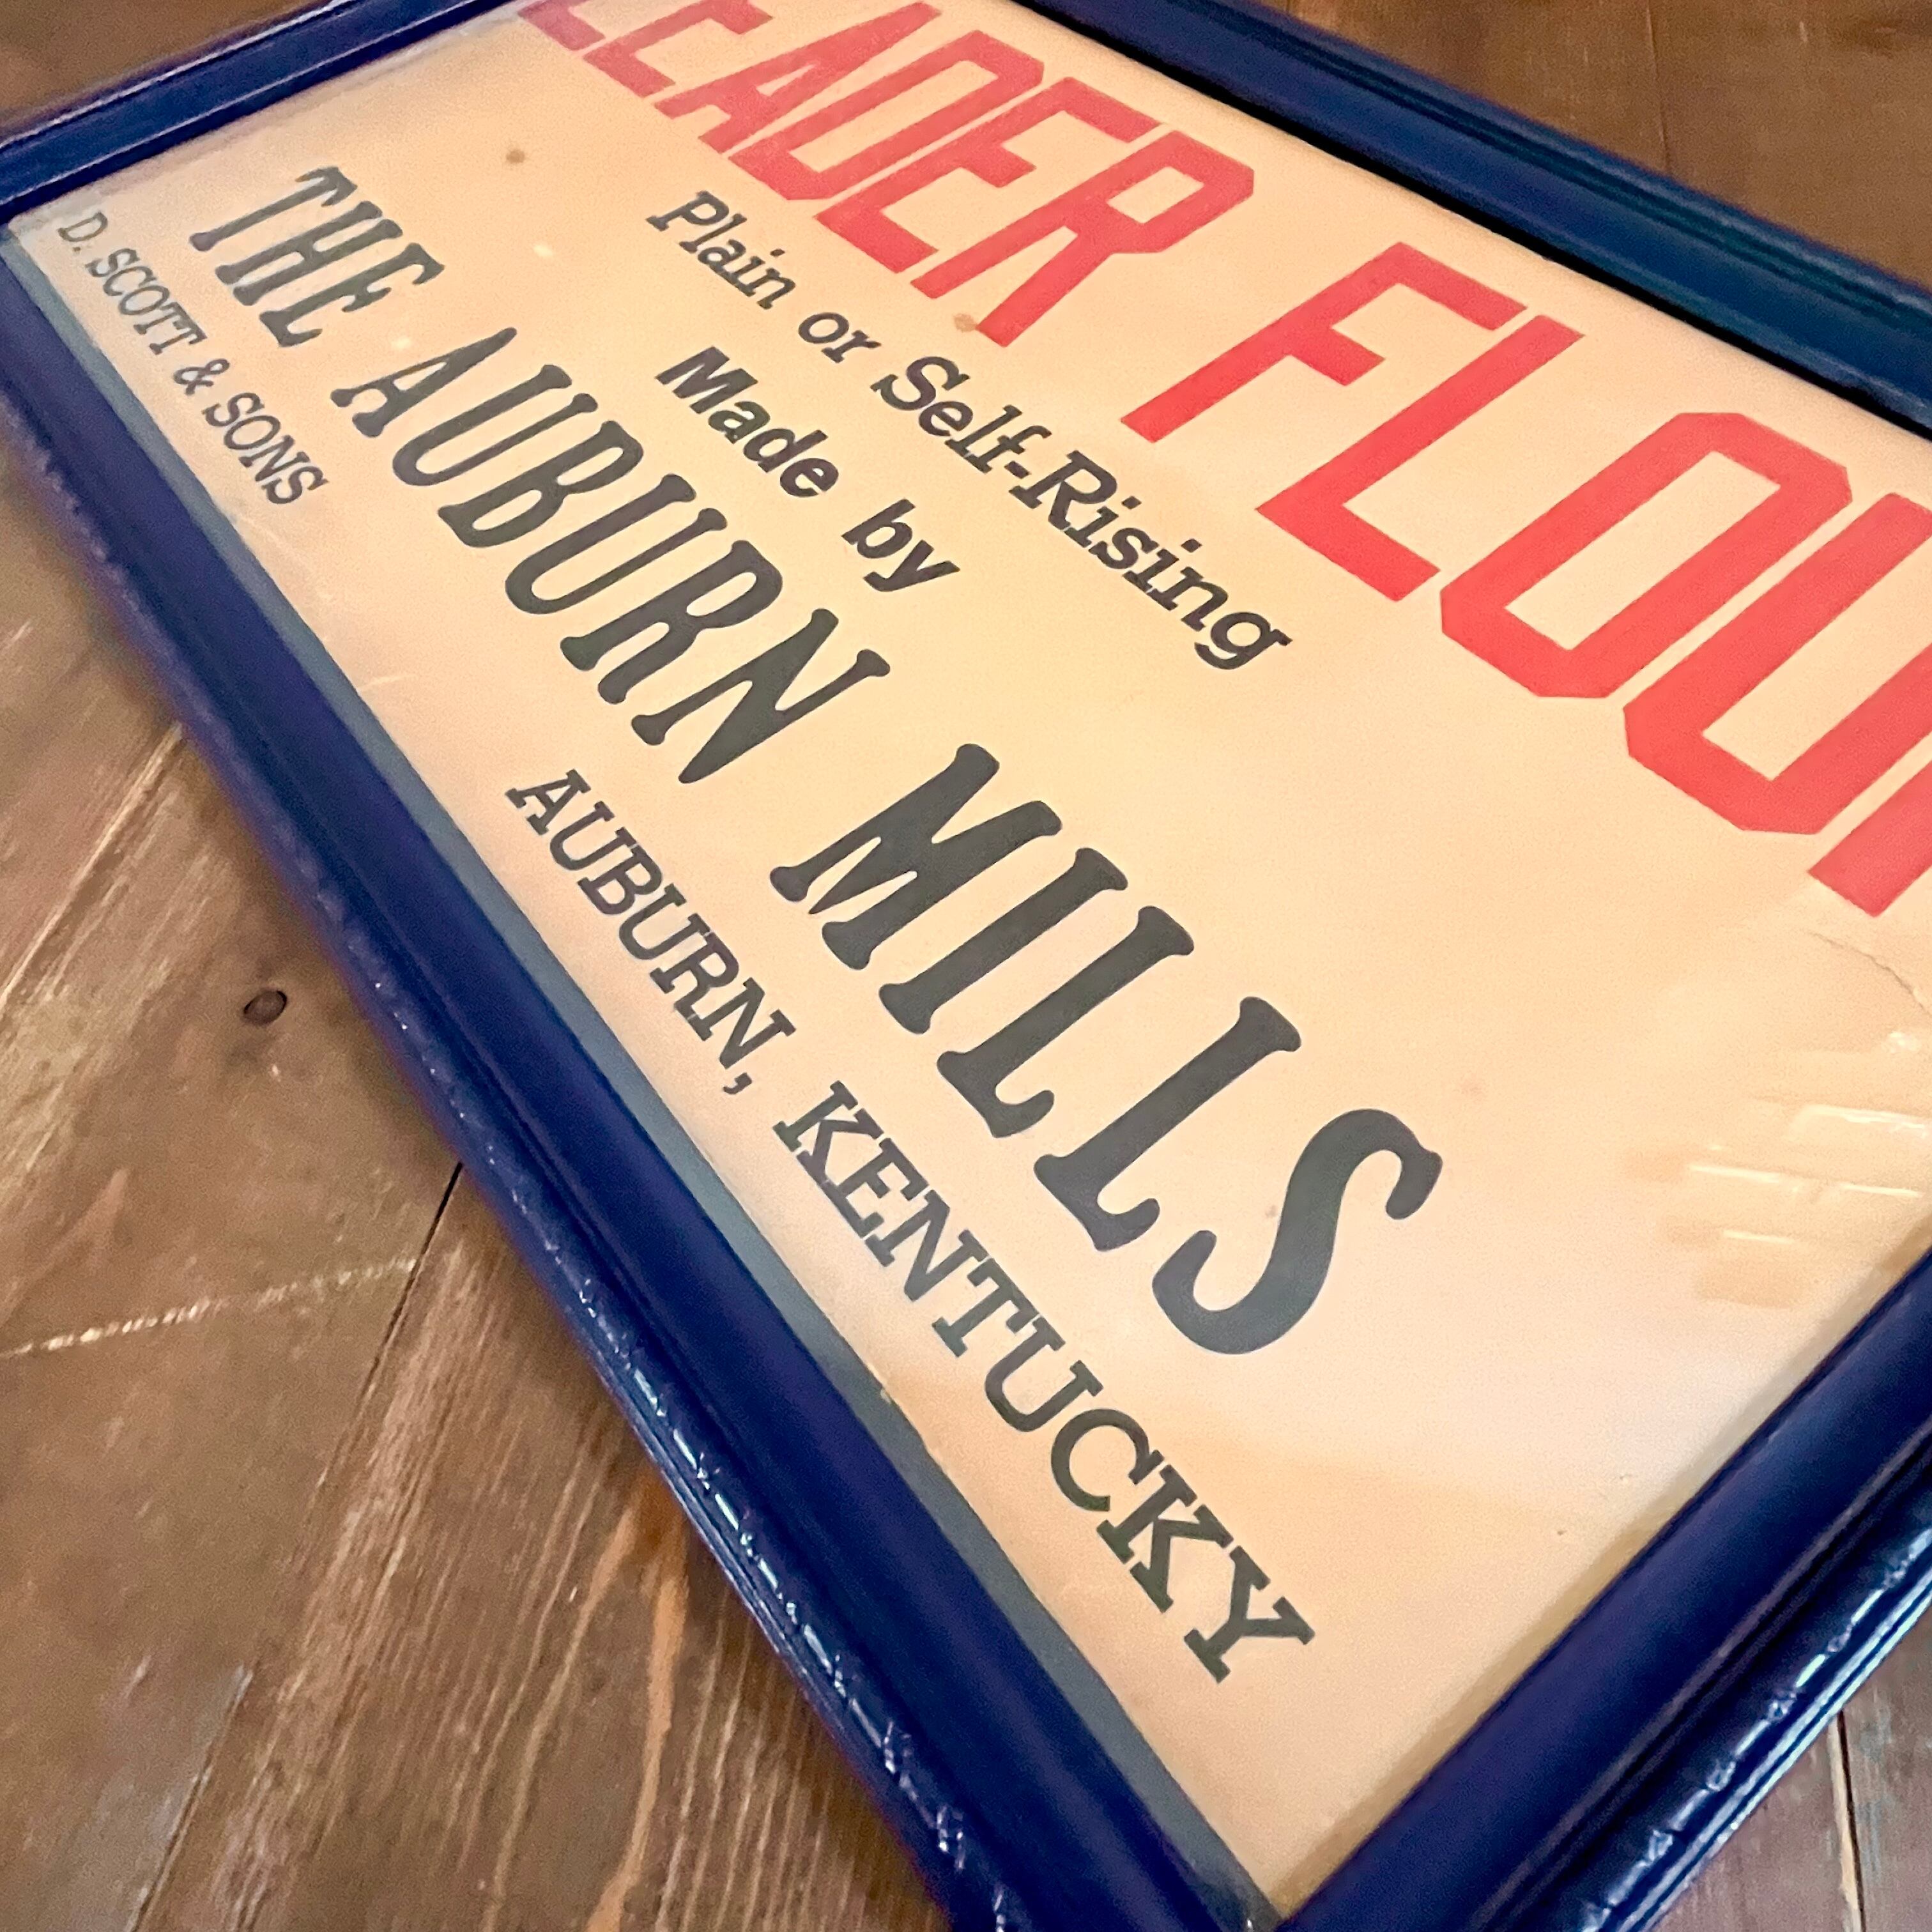 LEADER FLOUR
Plain or Self-Rising
Made by
THE AUBURN MILLS
D. SCOTT & SONS
AUBURN, KENTUCKY